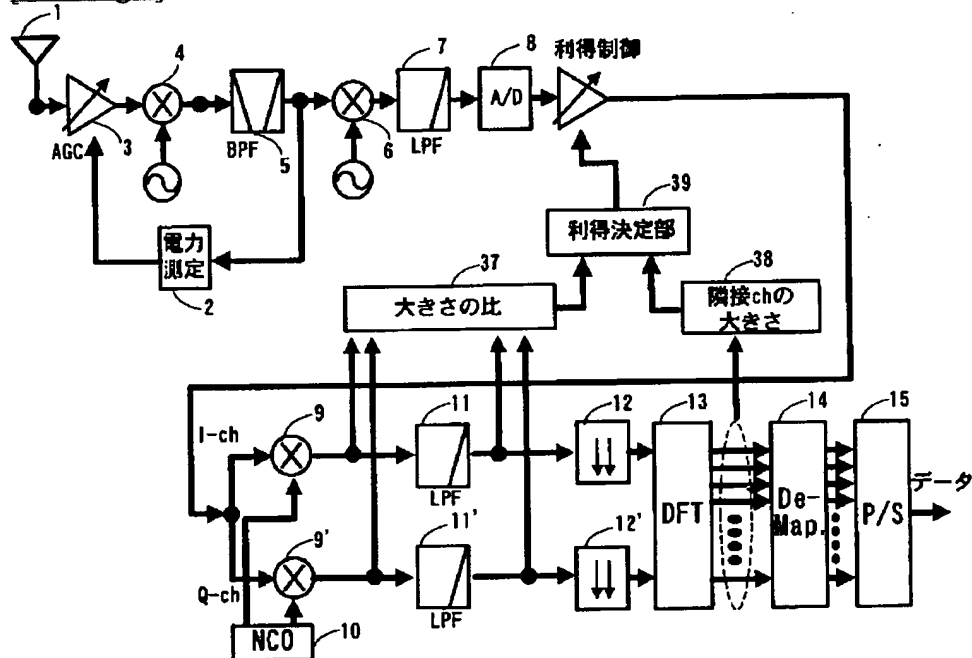 1
4
7
8
利得制御
A/D
AGC
3
BPF
5
6
LPF
39
利得決定部
電力
測定
2
37
大きさの比
38
隣接chの
大きさ
9
11
12
13
14
15
I-ch
LPF
データ
DFT
De-
Map.
P/S
9'
11'
12'
Q-ch
LPF
NCO
10